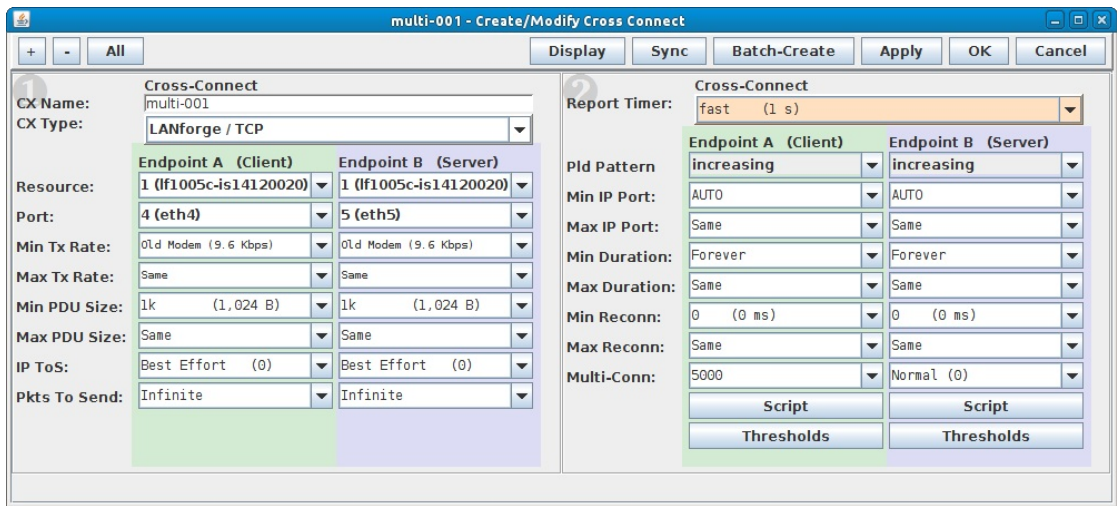 multi-001 - Create/Modify Cross Connect
+ - All Display Sync Batch-Create Apply OK Cancel
1
Cross-Connect
CX Name: multi-001
CX Type: LANforge / TCP
Endpoint A (Client) Endpoint B (Server)
Resource: 1 (lf1005c-is14120020) 1 (lf1005c-is14120020)
Port: 4 (eth4) 5 (eth5)
Min Tx Rate: Old Modem (9.6 Kbps) Old Modem (9.6 Kbps)
Max Tx Rate: Same Same
Min PDU Size: 1k (1,024 B) 1k (1,024 B)
Max PDU Size: Same Same
IP ToS: Best Effort (0) Best Effort (0)
Pkts To Send: Infinite Infinite
2
Cross-Connect
Report Timer: fast (1 s)
Endpoint A (Client) Endpoint B (Server)
Pld Pattern increasing increasing
Min IP Port: AUTO AUTO
Max IP Port: Same Same
Min Duration: Forever Forever
Max Duration: Same Same
Min Reconn: 0 (0 ms) 0 (0 ms)
Max Reconn: Same Same
Multi-Conn: 5000 Normal (0)
Script Script
Thresholds Thresholds